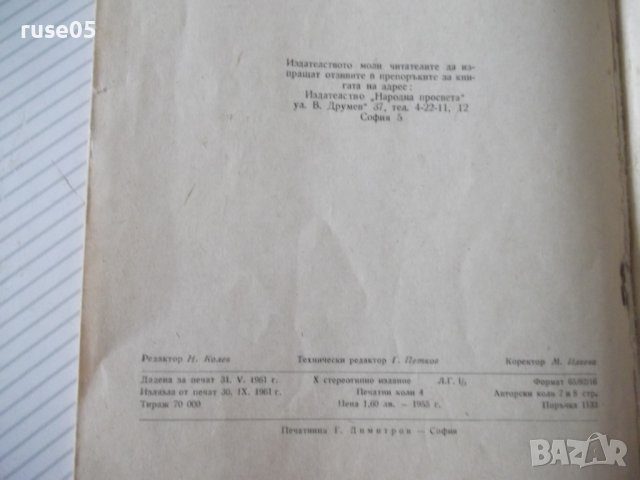 ruse05
Издателството моли читателите да из-
пращат отзивите и препоръките за кни-
гата на адрес:
Издателство „Народна просвета“
ул. В. Друмев 37, тел. 4-22-11, 12
София 5
Редактор Н. Колев Технически редактор Г. Петков Коректор М.
Дадена за печат 31. V. 1961 г. X стереотипно издание Л.Г. Формат 65/92/16
Излязла от печат 30. IX. 1961 г. Печатни коли 4 Авторски коли 7 и 8 стр.
Тираж 70 000 Цена 1,60 лв. — 1953 г. Поръчка 1533
Печатница Г. Димитров — София
BAZAR
bg